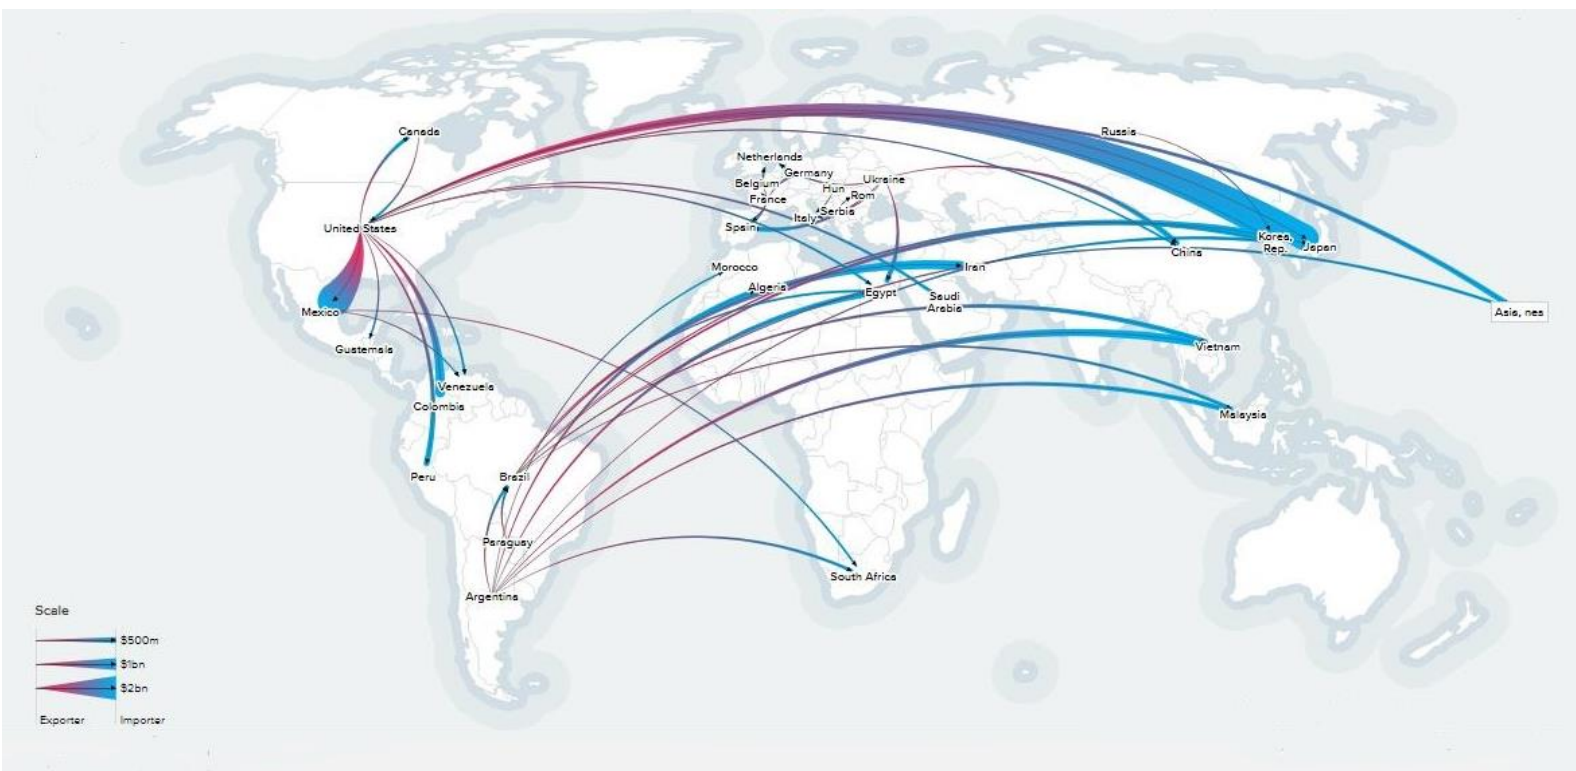 Canada
Russia
Netherlands
Germany
Ukraine
Belgium
Hun
Rom
France
Serbia
Italy
Spain
United States
Korea,
Rep.
Japan
China
Morocco
Iran
Algeria
Egypt
Saudi
Arabia
Mexico
Asia, nes
Guatemala
Vietnam
Venezuela
Colombia
Malaysia
Peru
Brazil
Paraguay
South Africa
Argentina
Scale
$500m
$1bn
$2bn
Exporter
Importer